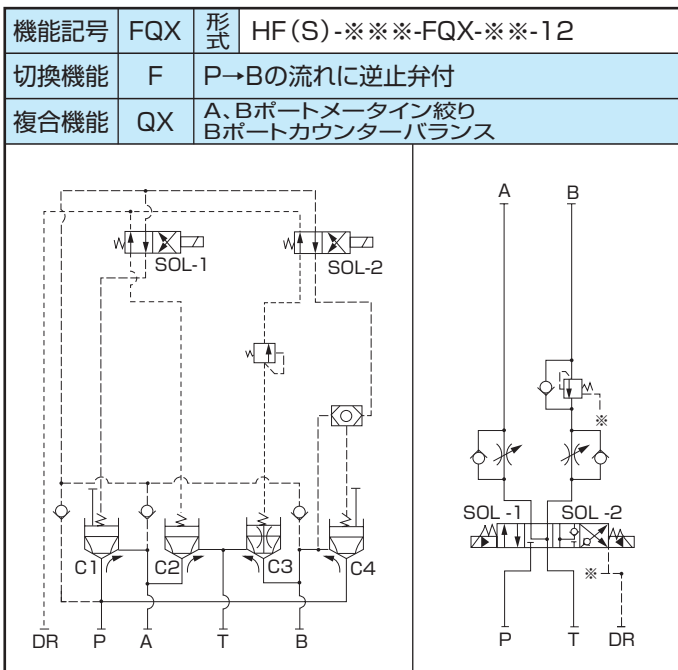 機能記号 FQX 形式 HF(S)-※※※-FQX-※※-12
切換機能 F P→Bの流れに逆止弁付
複合機能 QX A、Bポートメータイン絞り
Bポートカウンターバランス
SOL-1
SOL-2
C1
C2
C3
C4
DR
P
A
T
B
A
B
※
SOL-1
SOL-2
※
P
T
DR